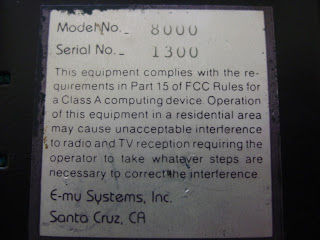 Model No._ 8000
Serial No._ 1300
This equipment complies with the re-
quirements in Part 15 of FCC Rules for
a Class A computing device. Operation
of this equipment in a residential area
may cause unacceptable interference
to radio and TV reception requiring the
operator to take whatever steps are
necessary to correct the interference.
E-mu Systems, Inc.
Santa Cruz, CA